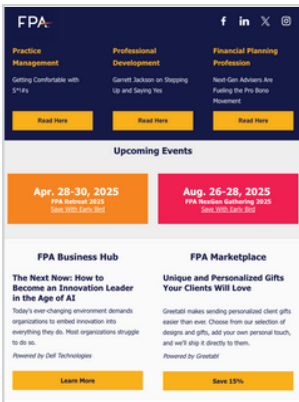 FPA
Practice
Management
Getting Comfortable with
S*!#s
Read Here
Professional
Development
Garrett Jackson on Stepping
Up and Saying Yes
Read Here
Financial Planning
Profession
Next-Gen Advisers Are
Fueling the Pro Bono
Movement
Read Here
Upcoming Events
Apr. 28-30, 2025
FPA Retreat 2025
Save With Early Bird
Aug. 26-28, 2025
FPA NexGen Gathering 2025
Save With Early Bird
FPA Business Hub
The Next Now: How to
Become an Innovation Leader
in the Age of AI
Today's ever-changing environment demands
organizations to embed innovation into
everything they do. Most organizations struggle
to do so.
Powered by Dell Technologies
Learn More
FPA Marketplace
Unique and Personalized Gifts
Your Clients Will Love
Greetabl makes sending personalized client gifts
easier than ever. Choose from our selection of
designs and gifts, add your own personal touch,
and we'll ship it directly to them.
Powered by Greetabl
Save 15%